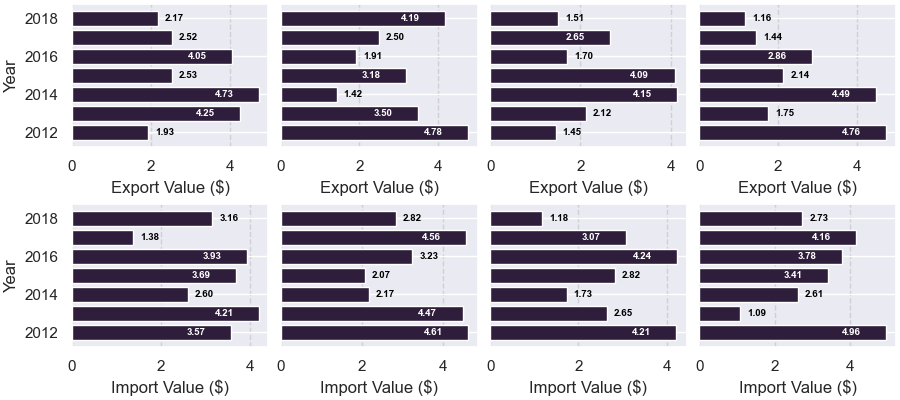 2018 2.17 4.19 1.51 1.16
2.52 2.50 2.65 1.44
2016 4.05 1.91 1.70 2.86
2.53 3.18 4.09 2.14
2014 4.73 1.42 4.15 4.49
4.25 3.50 2.12 1.75
2012 1.93 4.78 1.45 4.76
Year
0 2 4 0 2 4 0 2 4 0 2 4
Export Value ($) Export Value ($) Export Value ($) Export Value ($)
2018 3.16 2.82 1.18 2.73
1.38 4.56 3.07 4.16
2016 3.93 3.23 4.24 3.78
3.69 2.07 2.82 3.41
2014 2.60 2.17 1.73 2.61
4.21 4.47 2.65 1.09
2012 3.57 4.61 4.21 4.96
Year
0 2 4 0 2 4 0 2 4 0 2 4
Import Value ($) Import Value ($) Import Value ($) Import Value ($)